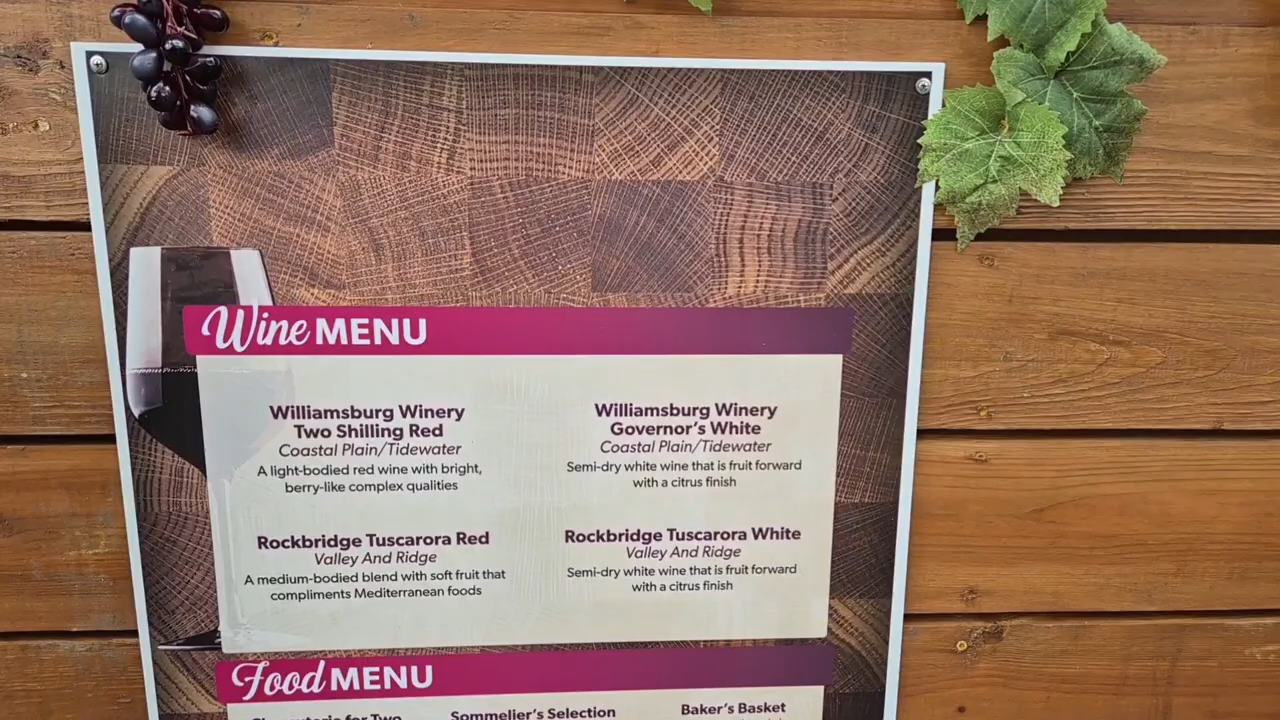 Wine MENU
Williamsburg Winery
Two Shilling Red
Coastal Plain/Tidewater
A light-bodied red wine with bright,
berry-like complex qualities
Williamsburg Winery
Governor's White
Coastal Plain/Tidewater
Semi-dry white wine that is fruit forward
with a citrus finish
Rockbridge Tuscarora Red
Valley And Ridge
A medium-bodied blend with soft fruit that
compliments Mediterranean foods
Rockbridge Tuscarora White
Valley And Ridge
Semi-dry white wine that is fruit forward
with a citrus finish
Food MENU
Charcuterie for Two
Sommelier's Selection
Baker's Basket